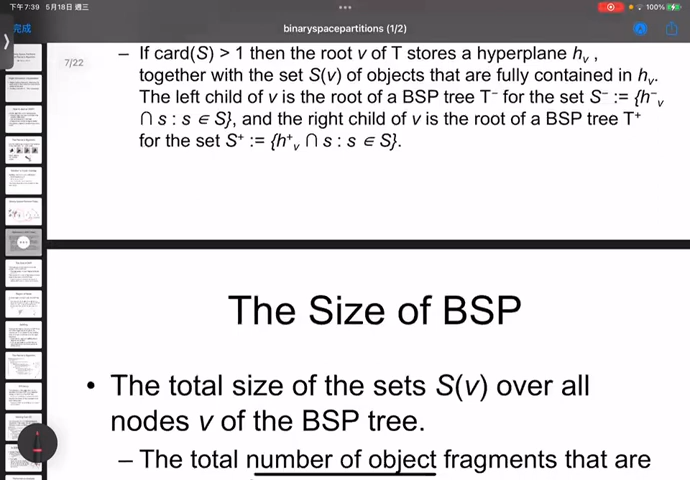 下午7:39 5月18日 週三
100%
完成
binaryspacepartitions (1/2)
7/22
– If card(S) > 1 then the root v of T stores a hyperplane hᵥ,
together with the set S(v) of objects that are fully contained in hᵥ.
The left child of v is the root of a BSP tree T⁻ for the set S⁻ := {h⁻ᵥ
∩ s : s ∈ S}, and the right child of v is the root of a BSP tree T⁺
for the set S⁺ := {h⁺ᵥ ∩ s : s ∈ S}.
The Size of BSP
• The total size of the sets S(v) over all
nodes v of the BSP tree.
– The total number of object fragments that are